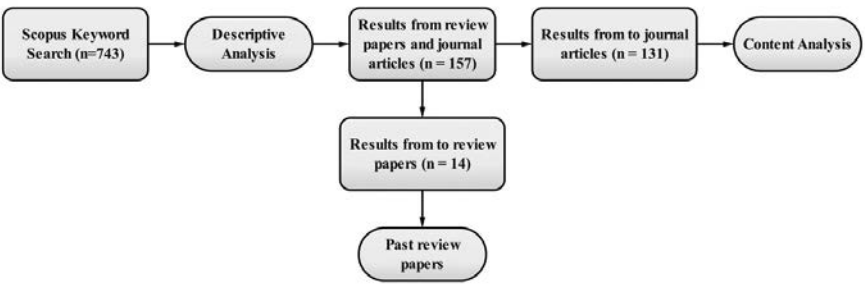 Scopus Keyword
Search (n=743)
Descriptive
Analysis
Results from review
papers and journal
articles (n = 157)
Results from to journal
articles (n = 131)
Content Analysis
Results from to review
papers (n = 14)
Past review
papers